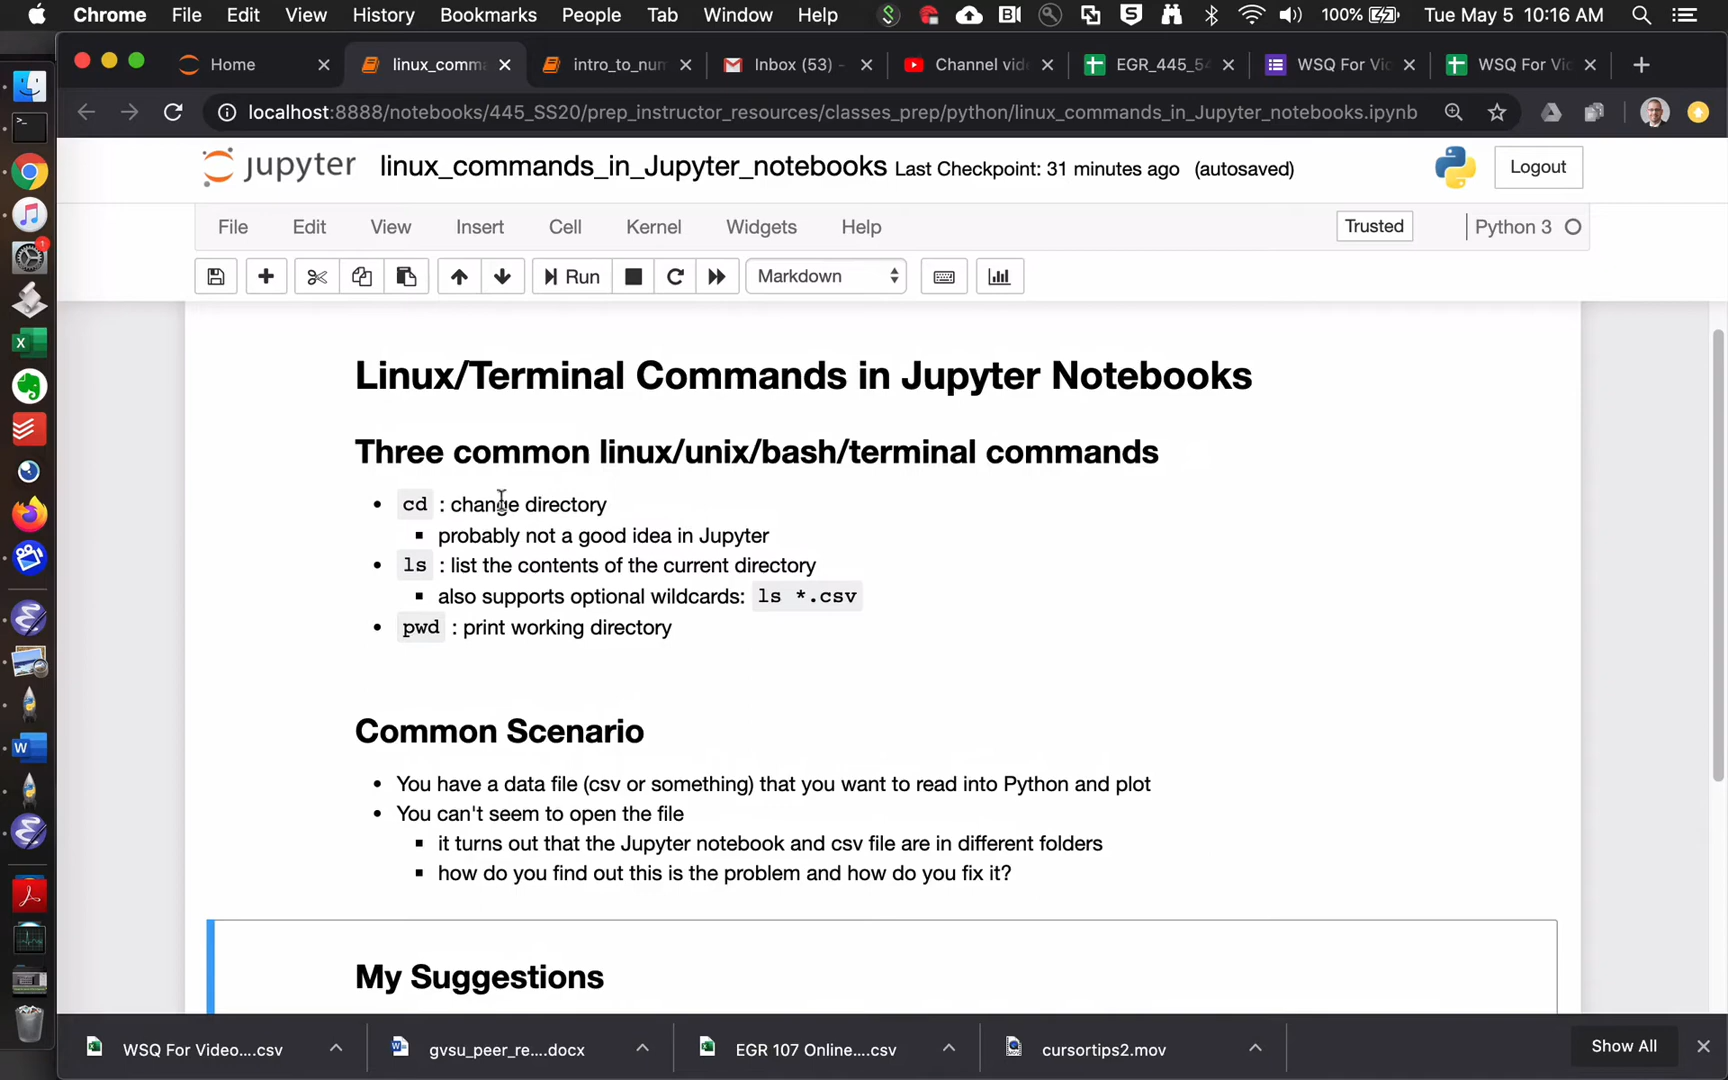 Chrome File Edit View History Bookmarks People Tab Window Help 100% Tue May 5 10:16 AM
Home linux_comma intro_to_num Inbox (53) - Channel vide EGR_445_54 WSQ For Vid WSQ For Vid
localhost:8888/notebooks/445_SS20/prep_instructor_resources/classes_prep/python/linux_commands_in_Jupyter_notebooks.ipynb
jupyter linux_commands_in_Jupyter_notebooks Last Checkpoint: 31 minutes ago (autosaved) Logout
File Edit View Insert Cell Kernel Widgets Help Trusted Python 3
Run Markdown
Linux/Terminal Commands in Jupyter Notebooks
Three common linux/unix/bash/terminal commands
• cd : change directory
▪ probably not a good idea in Jupyter
• ls : list the contents of the current directory
▪ also supports optional wildcards: ls *.csv
• pwd : print working directory
Common Scenario
• You have a data file (csv or something) that you want to read into Python and plot
• You can't seem to open the file
▪ it turns out that the Jupyter notebook and csv file are in different folders
▪ how do you find out this is the problem and how do you fix it?
My Suggestions
WSQ For Video....csv gvsu_peer_re....docx EGR 107 Online....csv cursortips2.mov Show All